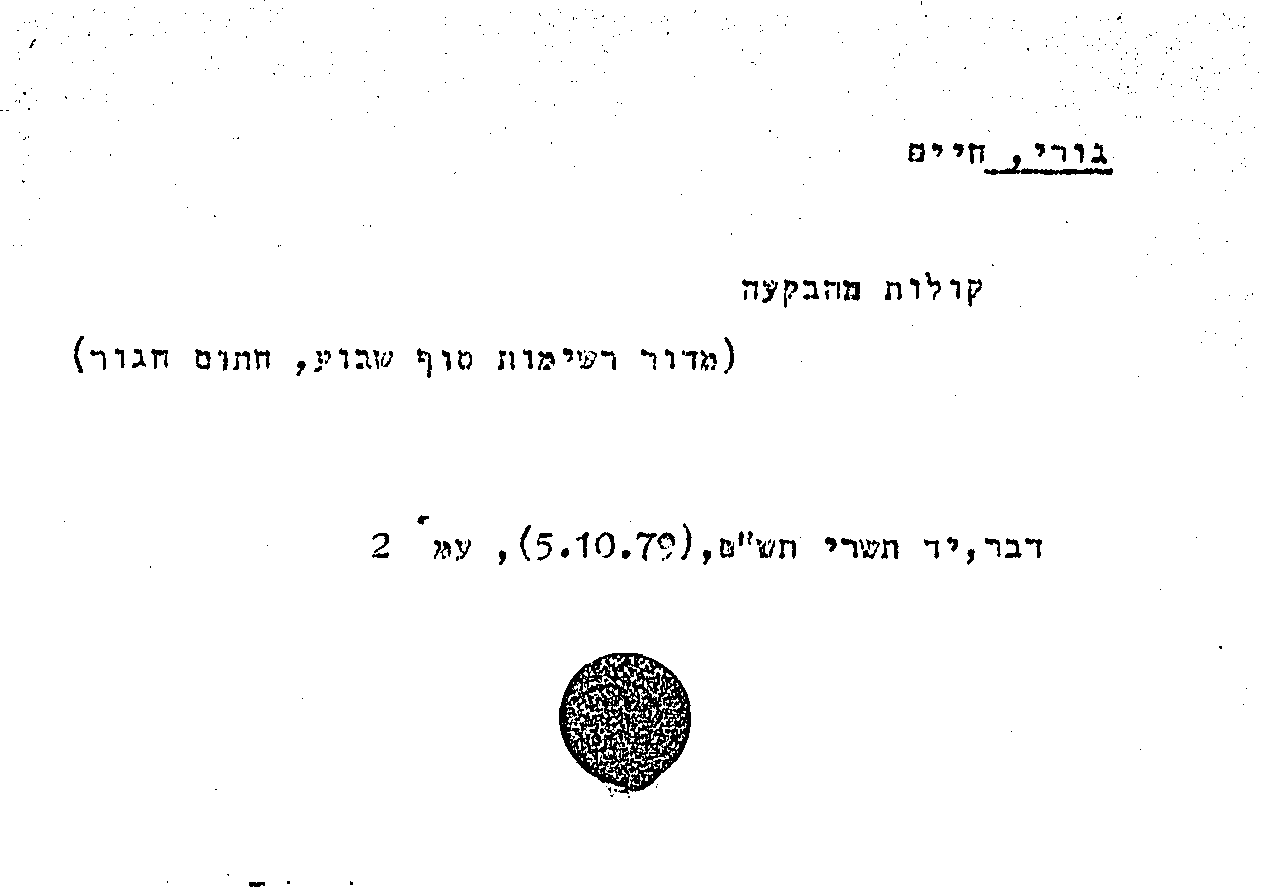 גורי, חיים
קולות מהבקעה
(מדור רשימות סוף שבוע, חתום חגור)
דבר,יד תשרי תש"ם,(5.10.79), עמ' 2